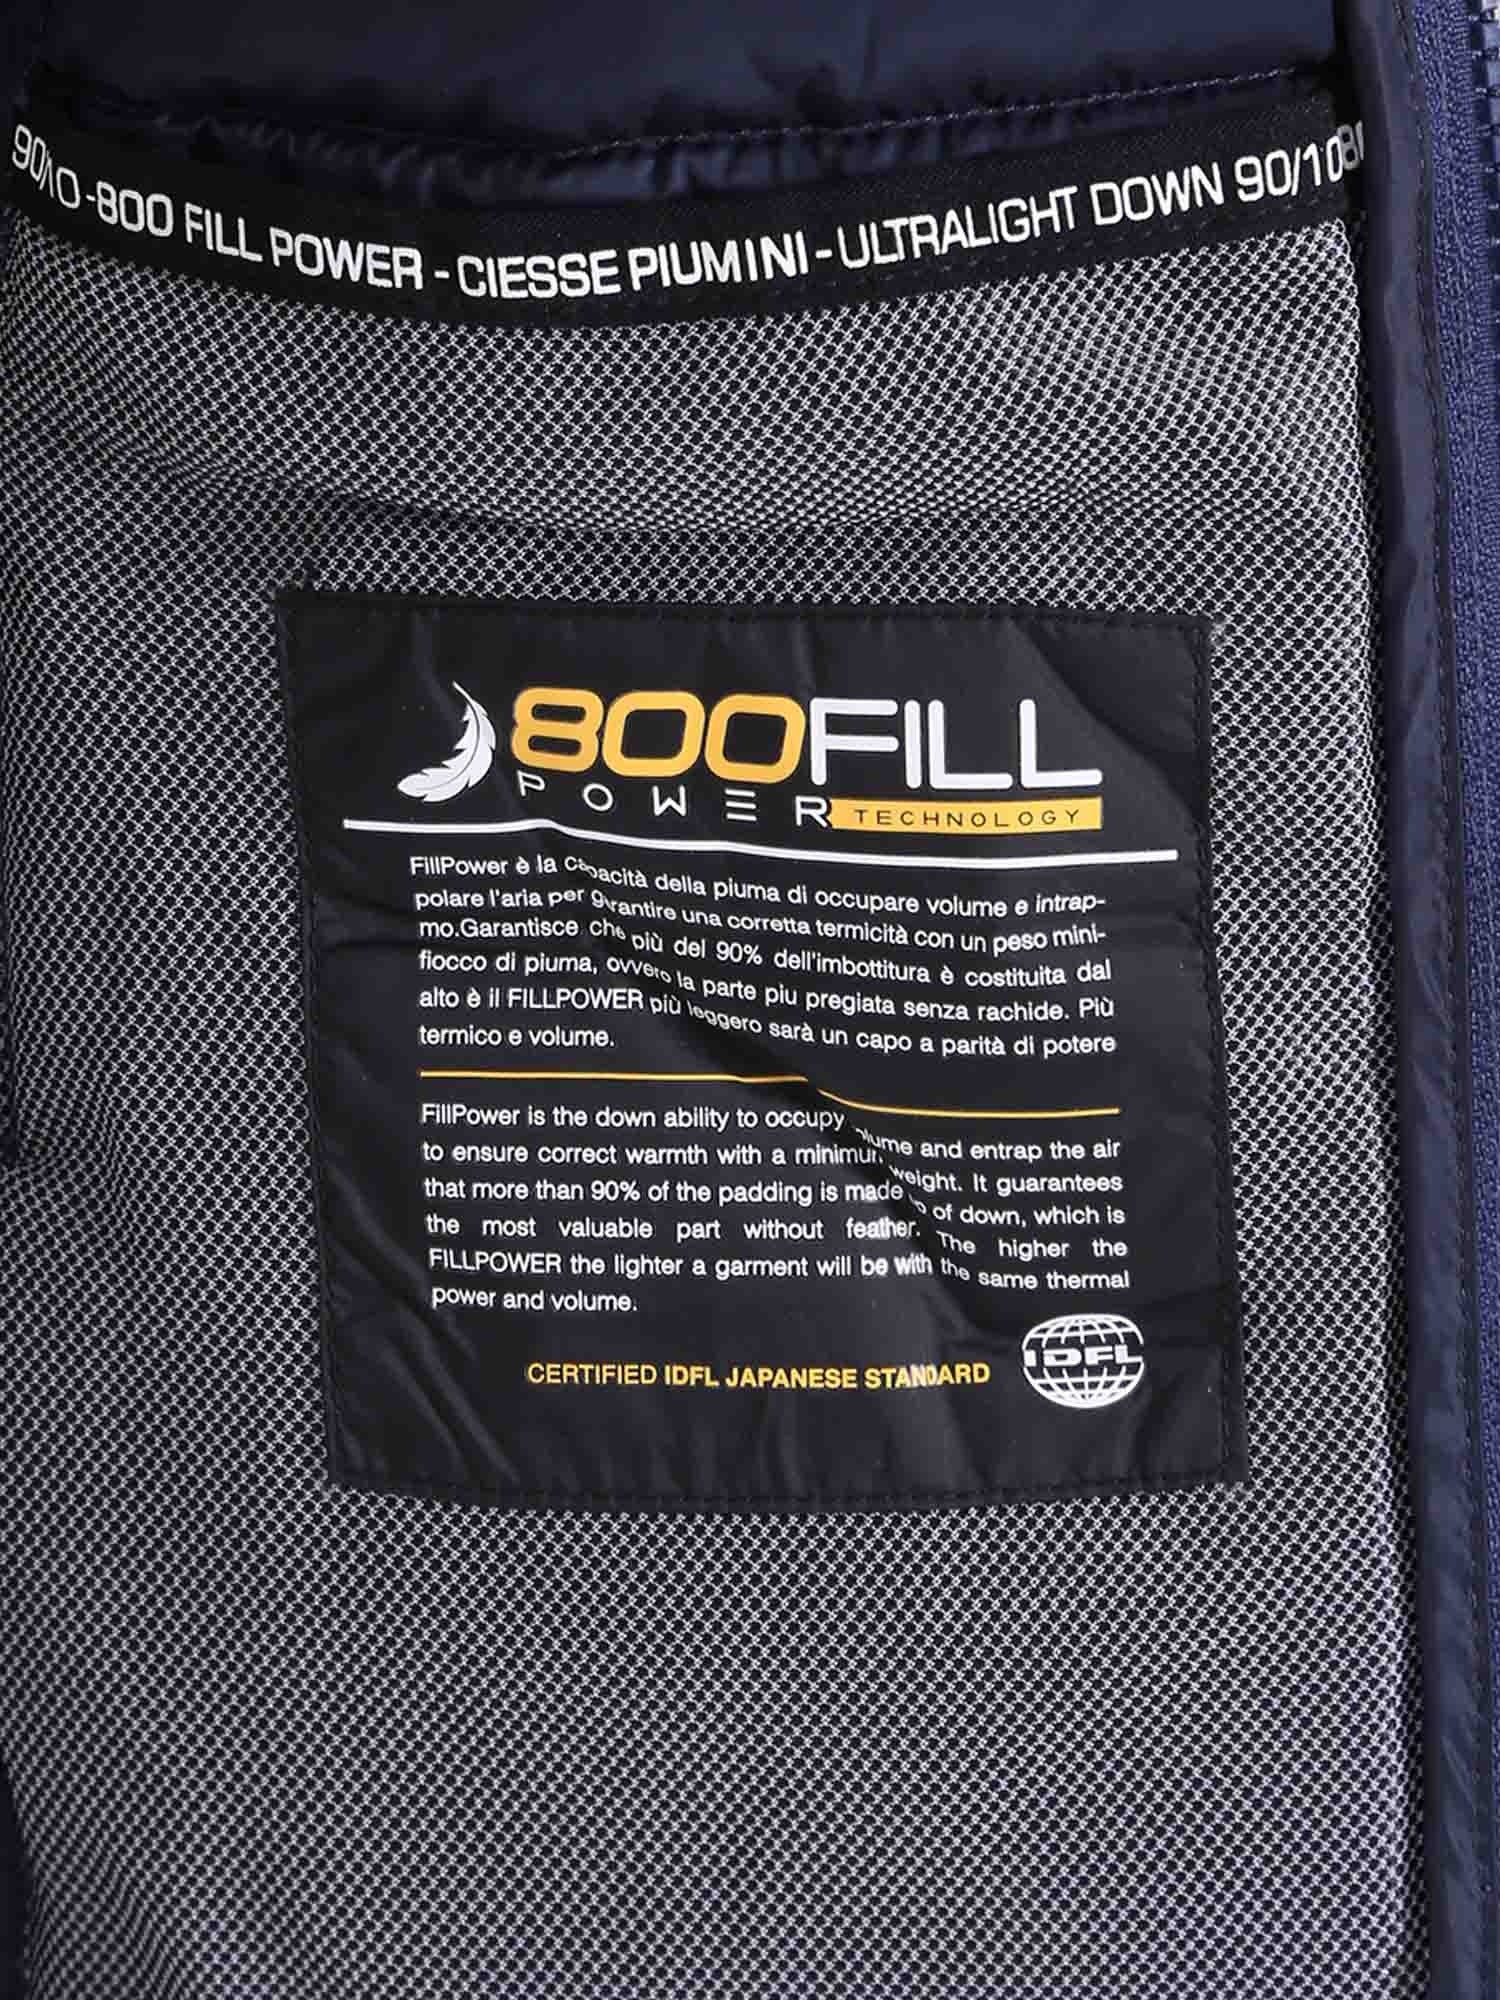 90/10 - 800 FILL POWER - CIESSE PIUMINI - ULTRALIGHT DOWN 90/10
800FILL
POWER TECHNOLOGY
FillPower è la capacità della piuma di occupare volume e intrap-
polare l'aria per garantire una corretta termicità con un peso mini-
mo.Garantisce che più del 90% dell'imbottitura è costituita dal
fiocco di piuma, ovvero la parte piu pregiata senza rachide. Più
alto è il FILLPOWER più leggero sarà un capo a parità di potere
termico e volume.
FillPower is the down ability to occupy volume and entrap the air
to ensure correct warmth with a minimum weight. It guarantees
that more than 90% of the padding is made up of down, which is
the most valuable part without feather. The higher the
FILLPOWER the lighter a garment will be with the same thermal
power and volume.
CERTIFIED IDFL JAPANESE STANDARD
IDFL